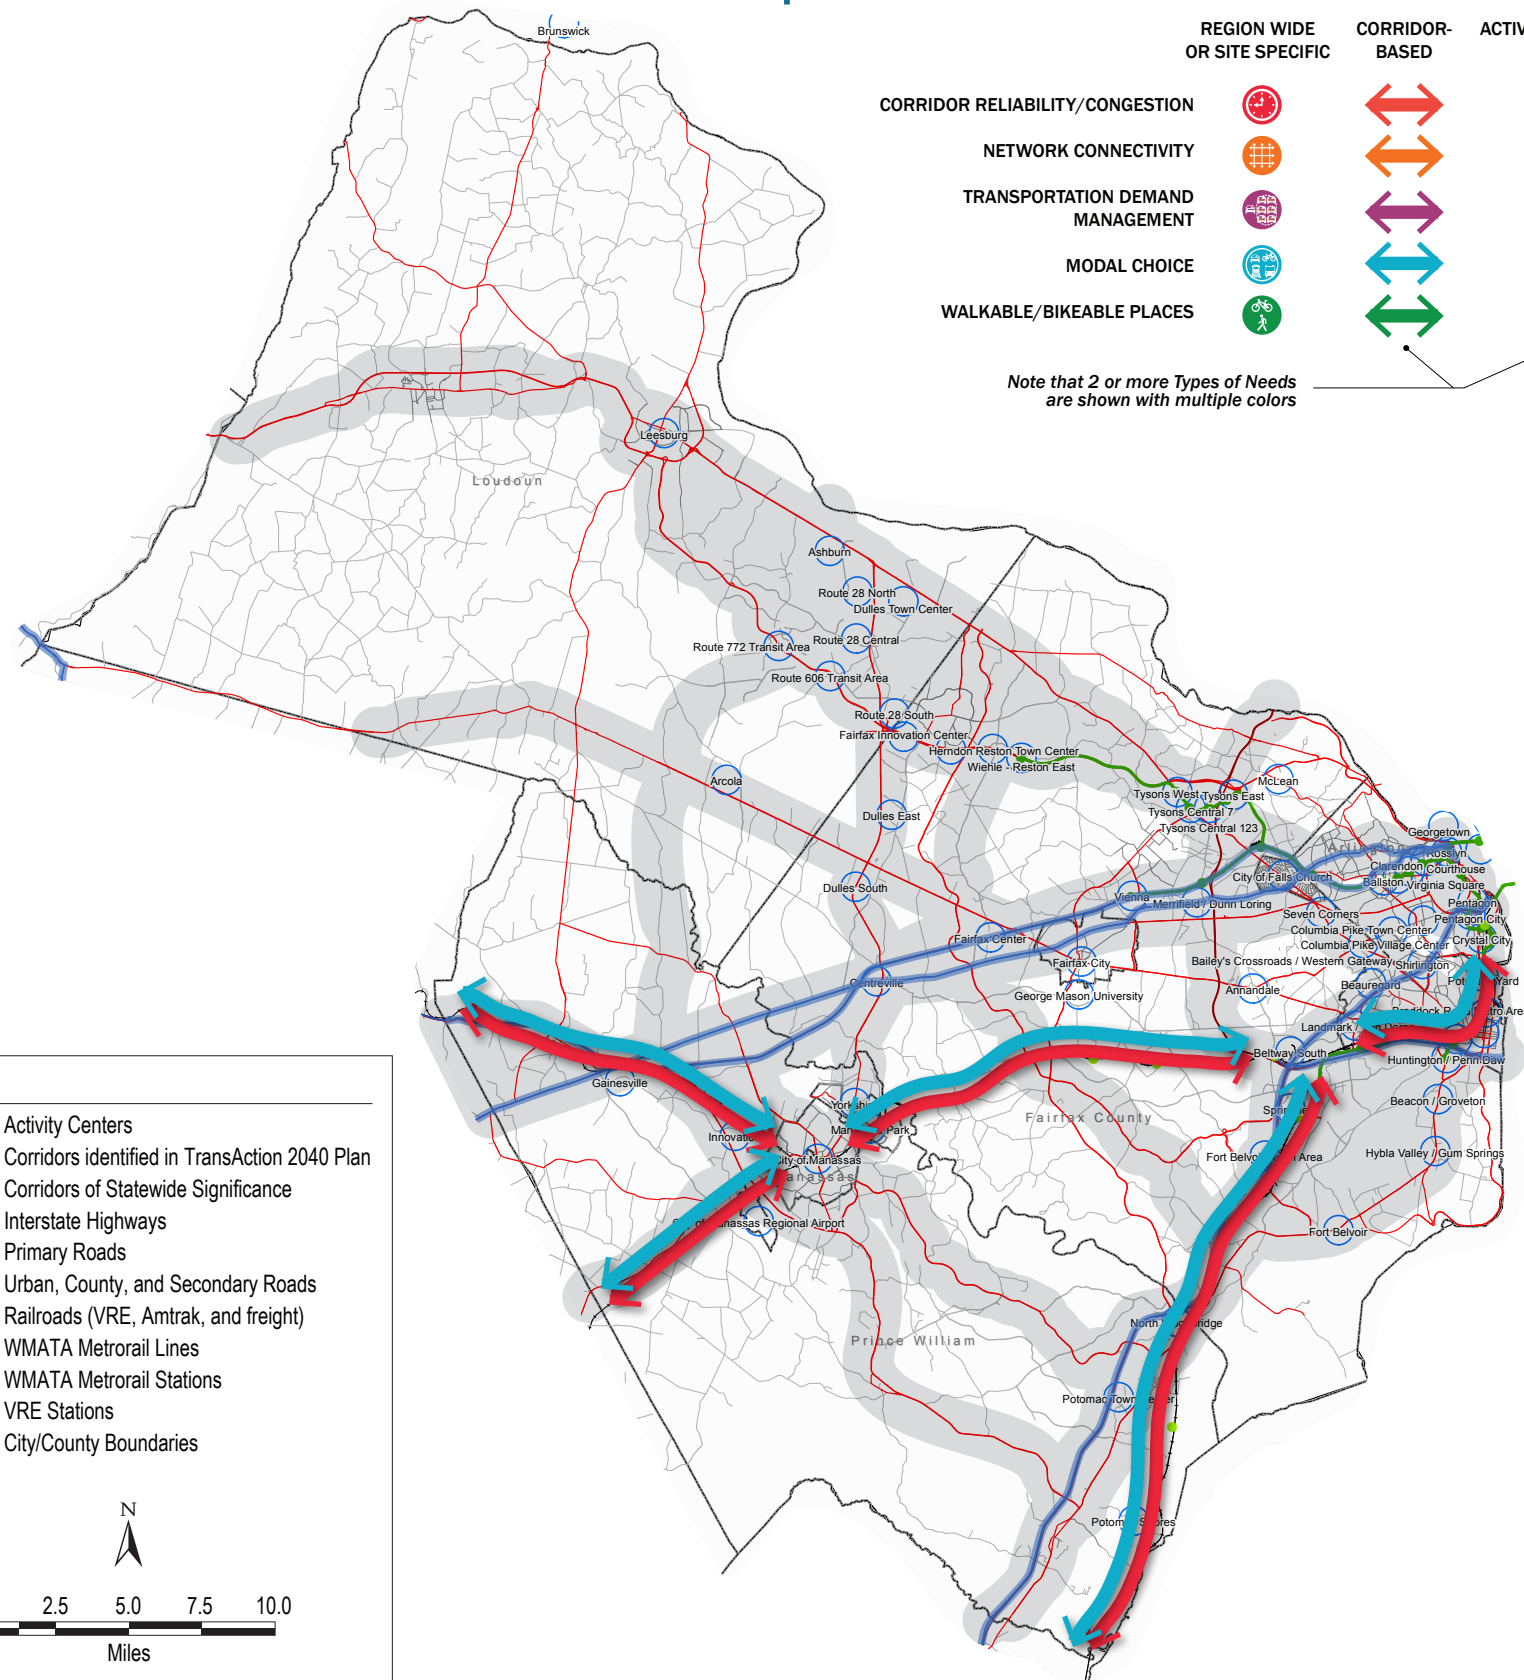 REGION WIDE
OR SITE SPECIFIC
CORRIDOR-
BASED
CORRIDOR RELIABILITY/CONGESTION
NETWORK CONNECTIVITY
TRANSPORTATION DEMAND
MANAGEMENT
MODAL CHOICE
WALKABLE/BIKEABLE PLACES
Note that 2 or more Types of Needs
are shown with multiple colors
Brunswick
Leesburg
Loudoun
Ashburn
Route 28 North
Dulles Town Center
Route 28 Central
Route 772 Transit Area
Route 606 Transit Area
Route 28 South
Fairfax Innovation Center
Herndon
Reston Town Center
Wiehle - Reston East
Arcola
McLean
Tysons West
Tysons East
Tysons Central 7
Tysons Central 123
Dulles East
Georgetown
Arlington
Rosslyn
Clarendon
Courthouse
City of Falls Church
Ballston
Virginia Square
Dulles South
Vienna
Merrifield / Dunn Loring
Pentagon
Seven Corners
Pentagon City
Columbia Pike Town Center
Fairfax Center
Crystal City
Columbia Pike Village Center
Fairfax City
Bailey's Crossroads / Western Gateway
Shirlington
Centreville
Beauregard
Annandale
George Mason University
Landmark /
Beltway South
Huntington / Penn Daw
Gainesville
Beacon / Groveton
Fairfax County
City of Manassas
Fort Belvoir
Area
Hybla Valley / Gum Springs
Regional Airport
Fort Belvoir
North
Prince William
Potomac Town
Activity Centers
Corridors identified in TransAction 2040 Plan
Corridors of Statewide Significance
Interstate Highways
Primary Roads
Urban, County, and Secondary Roads
Railroads (VRE, Amtrak, and freight)
WMATA Metrorail Lines
WMATA Metrorail Stations
VRE Stations
City/County Boundaries
N
2.5 5.0 7.5 10.0
Miles